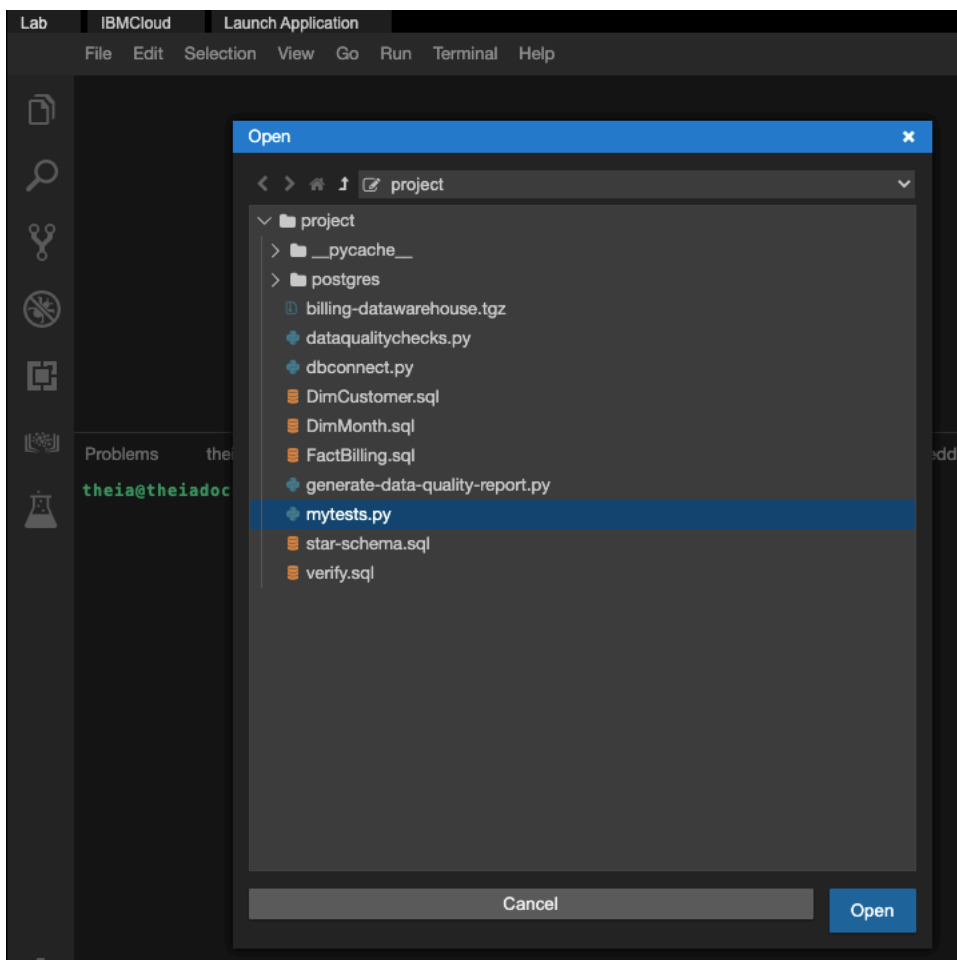 Lab IBMCloud Launch Application
File Edit Selection View Go Run Terminal Help
Open
project
project
__pycache__
postgres
billing-datawarehouse.tgz
dataqualitychecks.py
dbconnect.py
DimCustomer.sql
DimMonth.sql
FactBilling.sql
Problems thei edd
generate-data-quality-report.py
theia@theiadoc
mytests.py
star-schema.sql
verify.sql
Cancel
Open